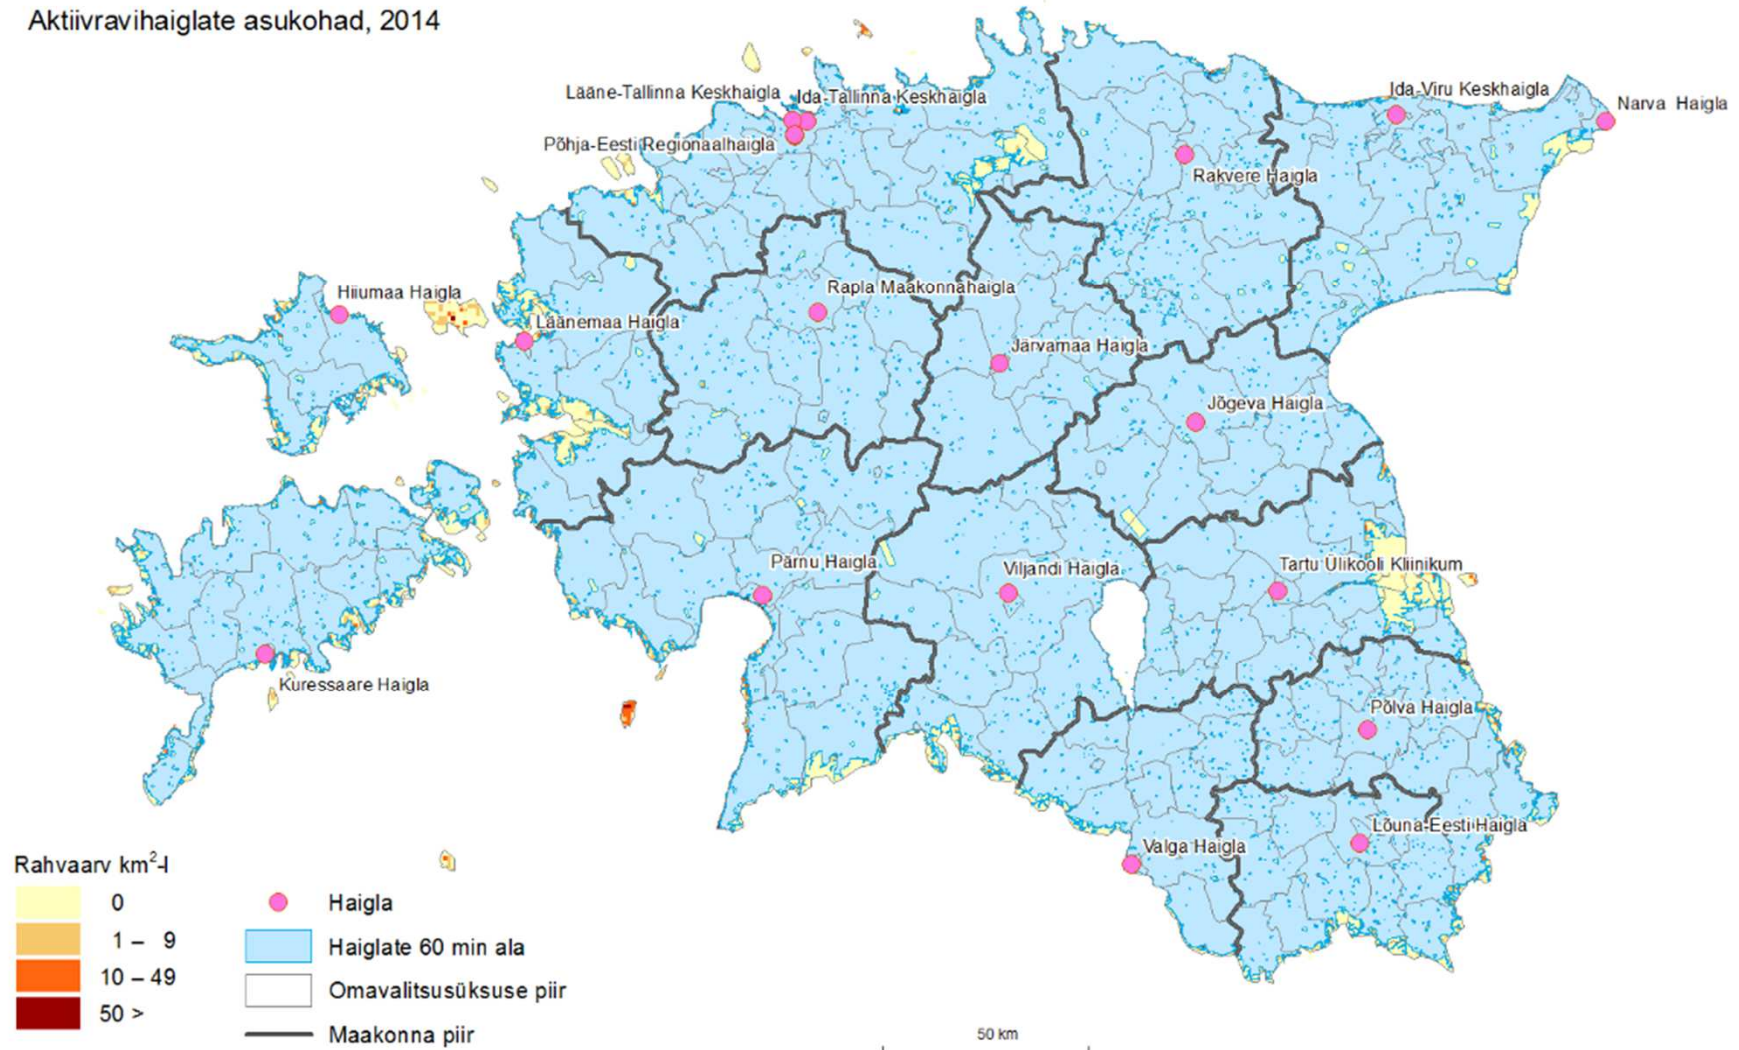 Aktiivravihaiglate asukohad, 2014
Lääne-Tallinna Keskhaigla
Ida-Tallinna Keskhaigla
Ida-Viru Keskhaigla
Narva Haigla
Põhja-Eesti Regionaalhaigla
Rakvere Haigla
Hiiumaa Haigla
Rapla Maakonnahaigla
Läänemaa Haigla
Järvamaa Haigla
Jõgeva Haigla
Pärnu Haigla
Viljandi Haigla
Tartu Ülikooli Kliinikum
Kuressaare Haigla
Põlva Haigla
Lõuna-Eesti Haigla
Valga Haigla
Rahvaarv km²-l
0
1 – 9
10 – 49
50 >
Haigla
Haiglate 60 min ala
Omavalitsusüksuse piir
Maakonna piir
50 km